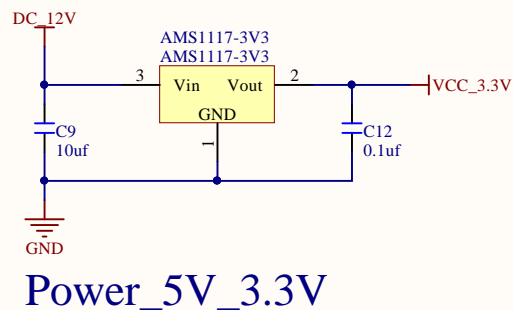 DC_12V
AMS1117-3V3
AMS1117-3V3
3 Vin Vout 2
VCC_3.3V
GND
1
C9
10uf
C12
0.1uf
GND
Power_5V_3.3V